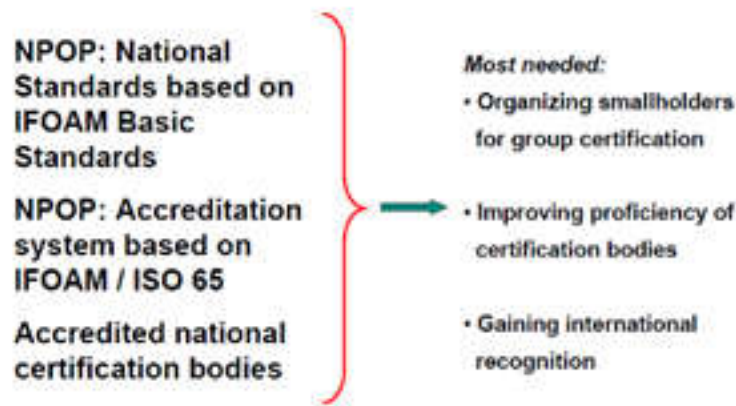 NPOP: National
Standards based on
IFOAM Basic
Standards
NPOP: Accreditation
system based on
IFOAM / ISO 65
Accredited national
certification bodies
Most needed:
• Organizing smallholders
for group certification
• Improving proficiency of
certification bodies
• Gaining international
recognition